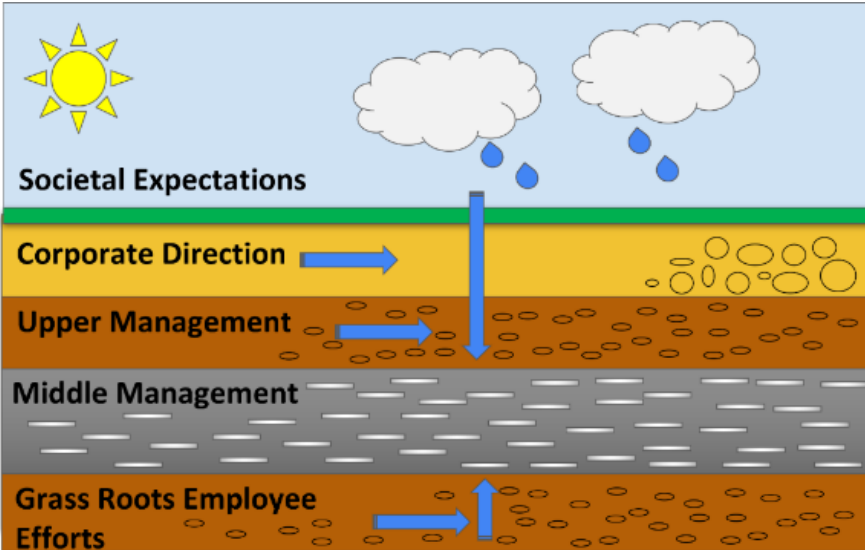 Societal Expectations
Corporate Direction
Upper Management
Middle Management
Grass Roots Employee
Efforts